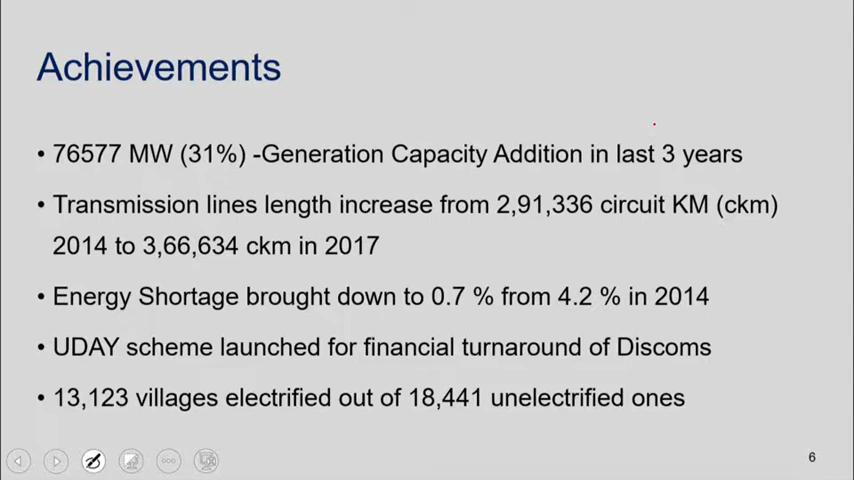 Achievements
• 76577 MW (31%) -Generation Capacity Addition in last 3 years
• Transmission lines length increase from 2,91,336 circuit KM (ckm)
2014 to 3,66,634 ckm in 2017
• Energy Shortage brought down to 0.7 % from 4.2 % in 2014
• UDAY scheme launched for financial turnaround of Discoms
• 13,123 villages electrified out of 18,441 unelectrified ones
6